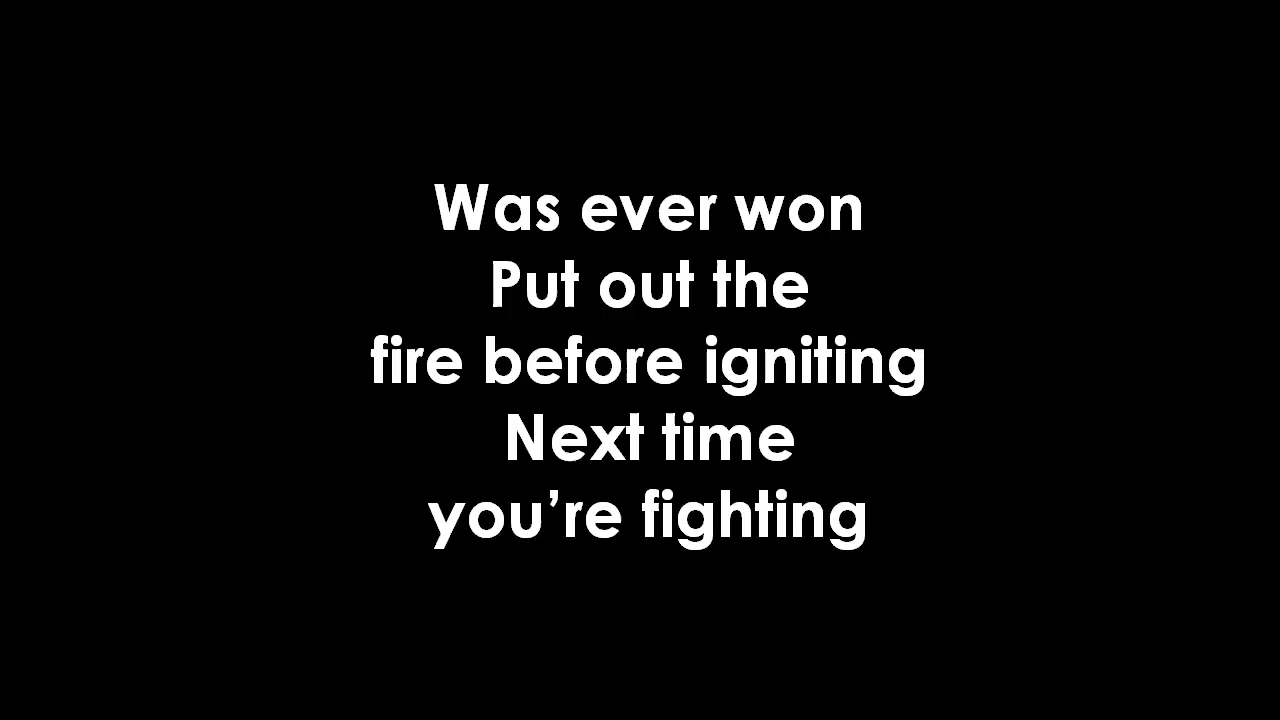 Was ever won
Put out the
fire before igniting
Next time
you’re fighting